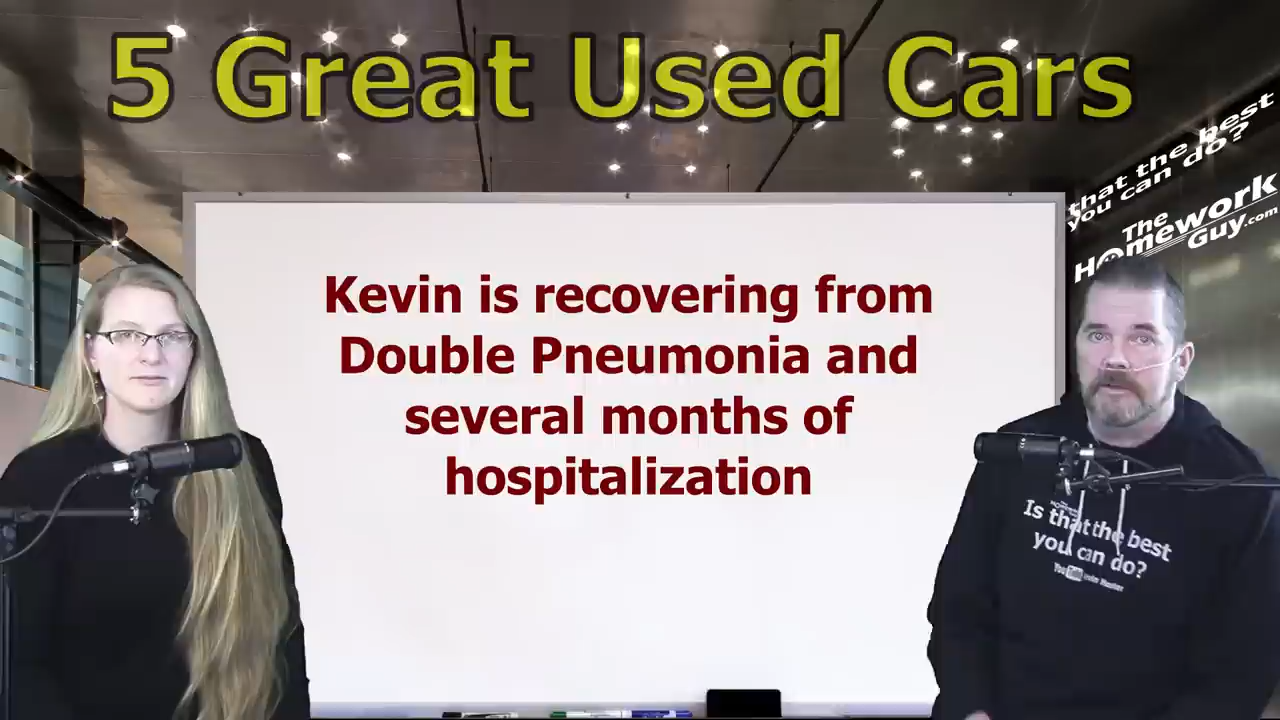 5 Great Used Cars
that the best
you can do?
The
Homework
Guy.com
Kevin is recovering from
Double Pneumonia and
several months of
hospitalization
Is that the best
you can do?
YouTube